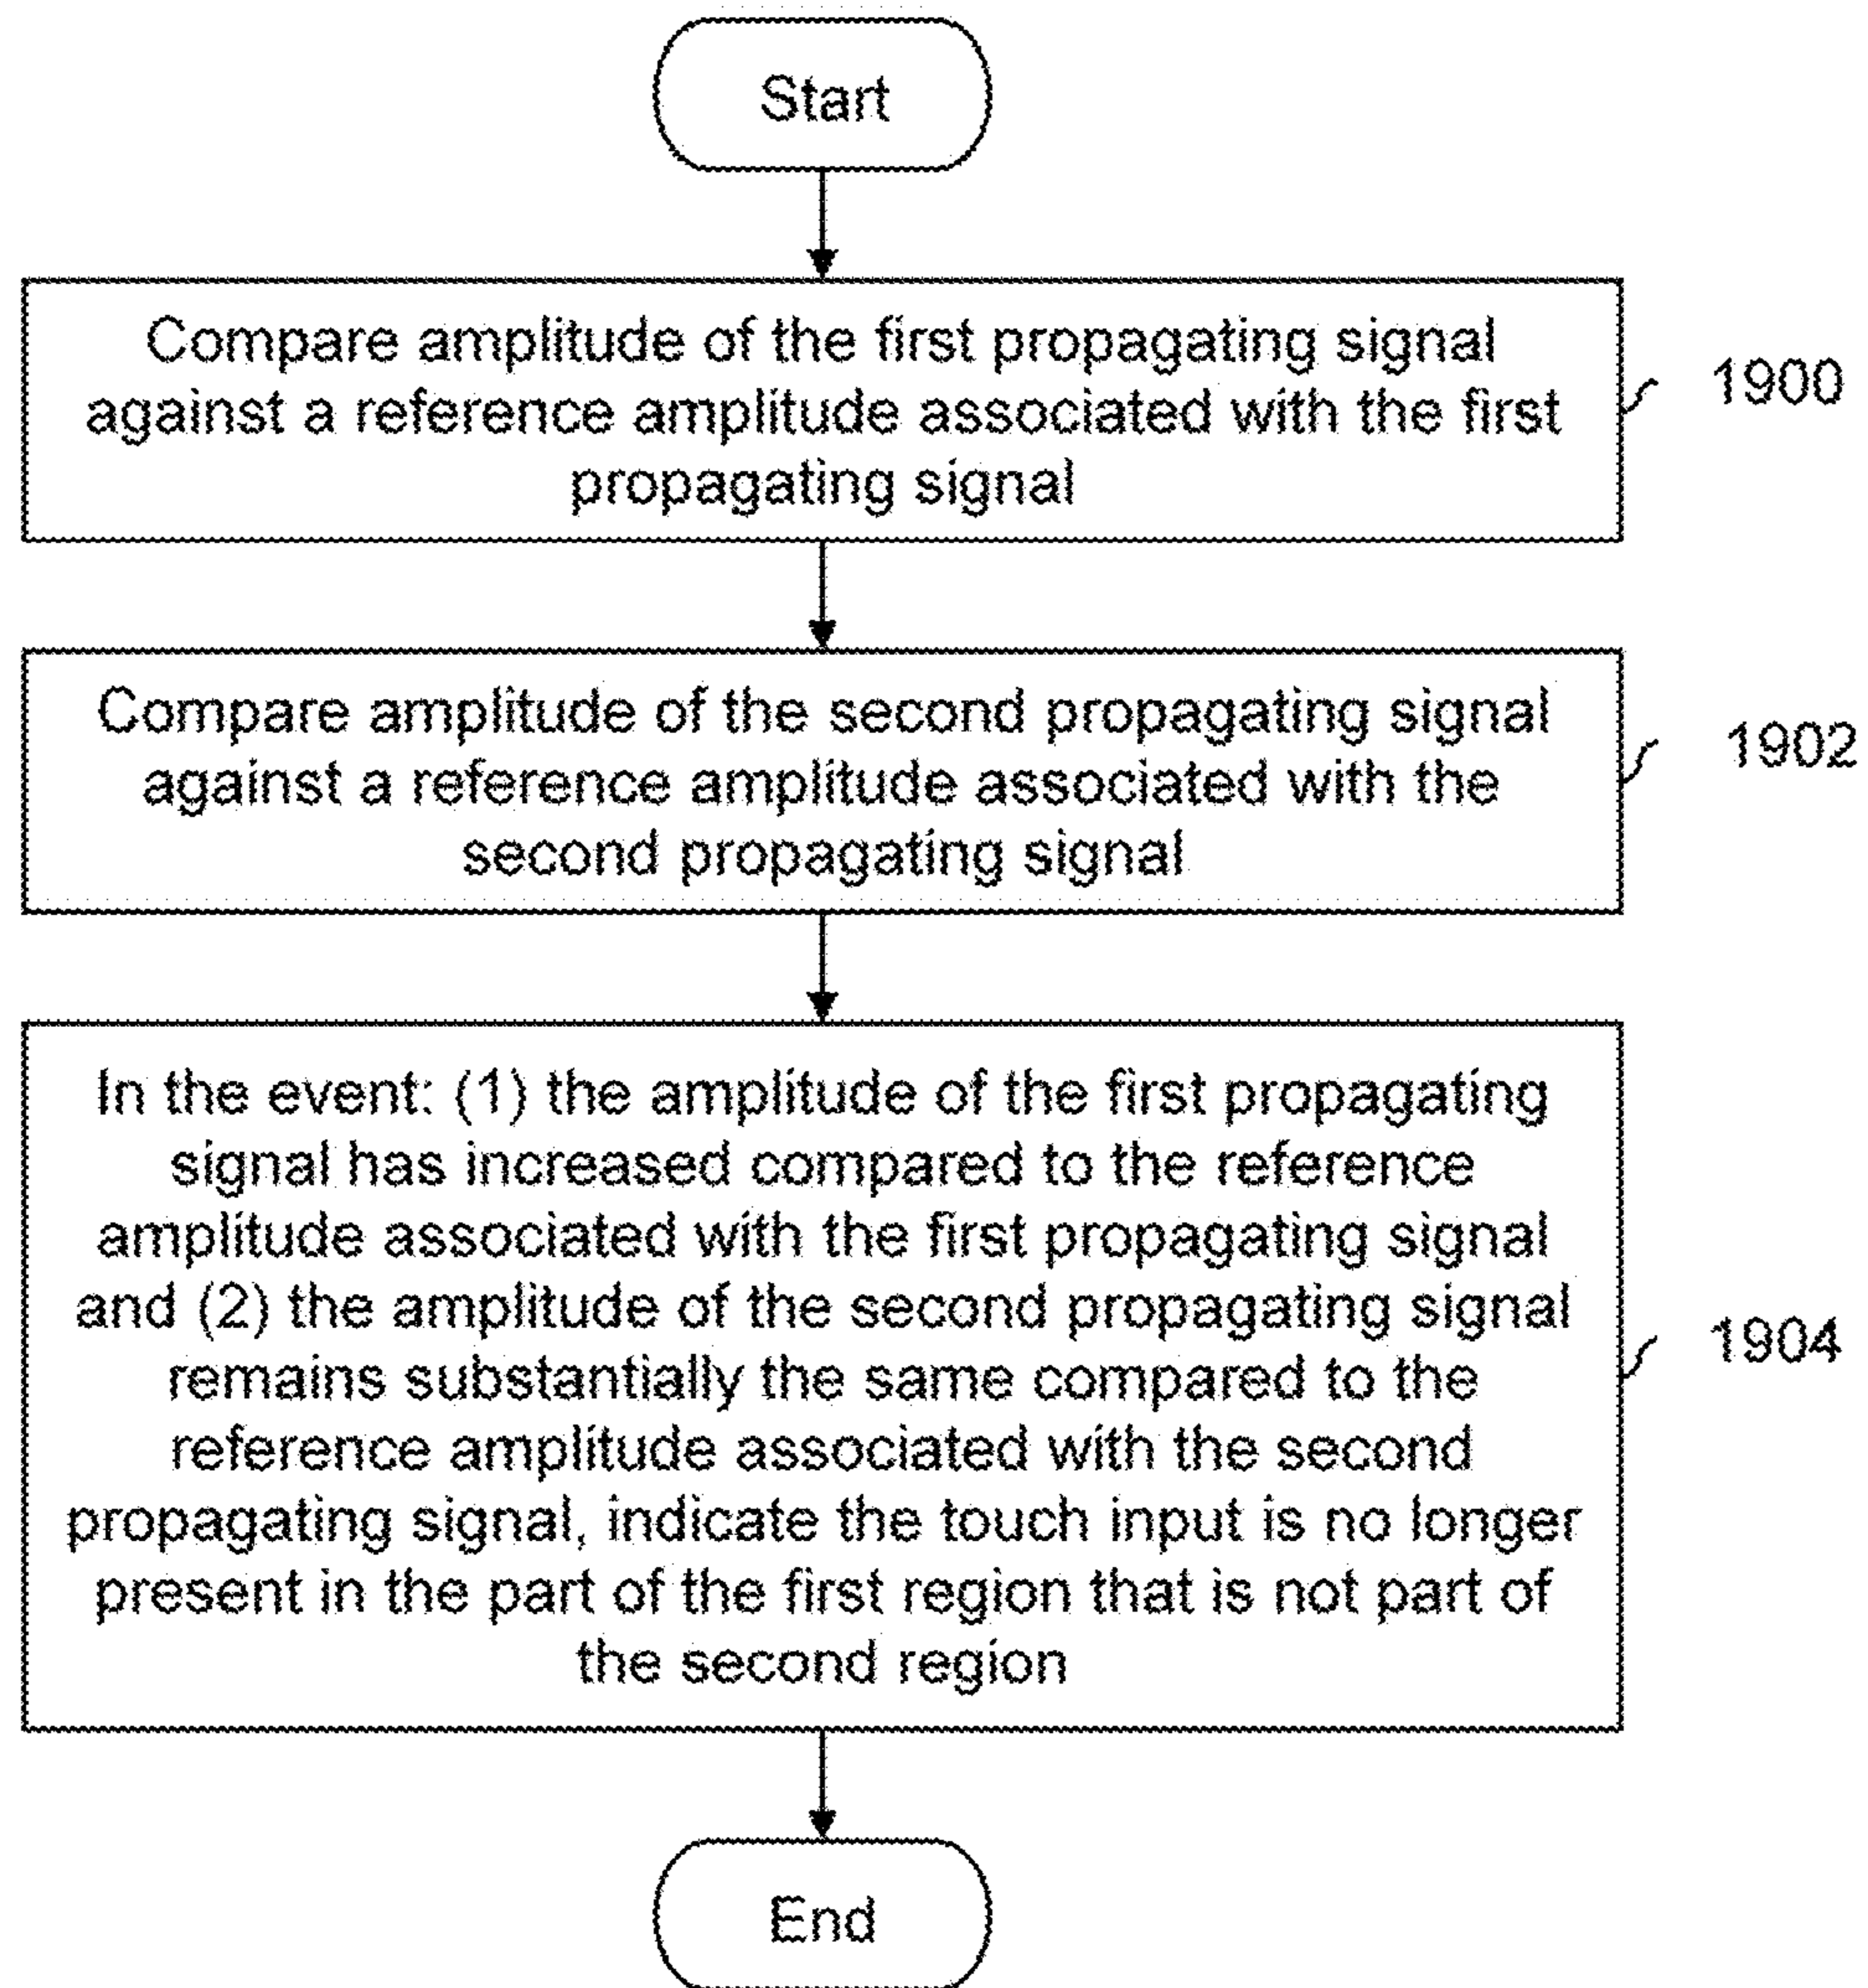 Start
Compare amplitude of the first propagating signal
against a reference amplitude associated with the first
propagating signal
1900
Compare amplitude of the second propagating signal
against a reference amplitude associated with the
second propagating signal
1902
In the event: (1) the amplitude of the first propagating
signal has increased compared to the reference
amplitude associated with the first propagating signal
and (2) the amplitude of the second propagating signal
remains substantially the same compared to the
reference amplitude associated with the second
propagating signal, indicate the touch input is no longer
present in the part of the first region that is not part of
the second region
1904
End